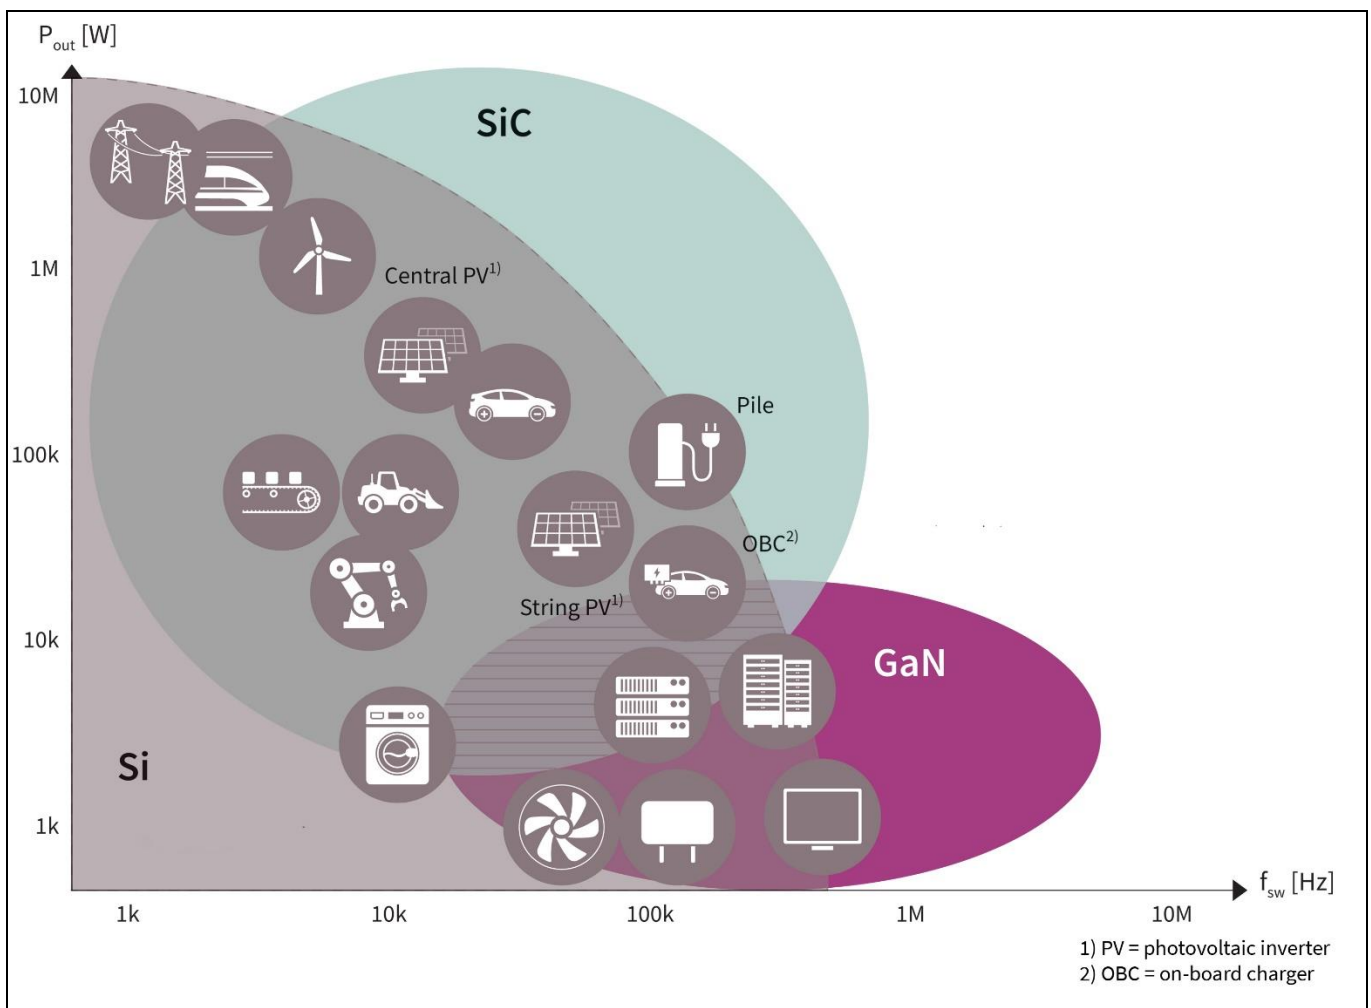 P_out [W]
10M
SiC
1M
Central PV¹⁾
Pile
100k
OBC²⁾
String PV¹⁾
10k
GaN
Si
1k
f_sw [Hz]
1k 10k 100k 1M 10M
1) PV = photovoltaic inverter
2) OBC = on-board charger